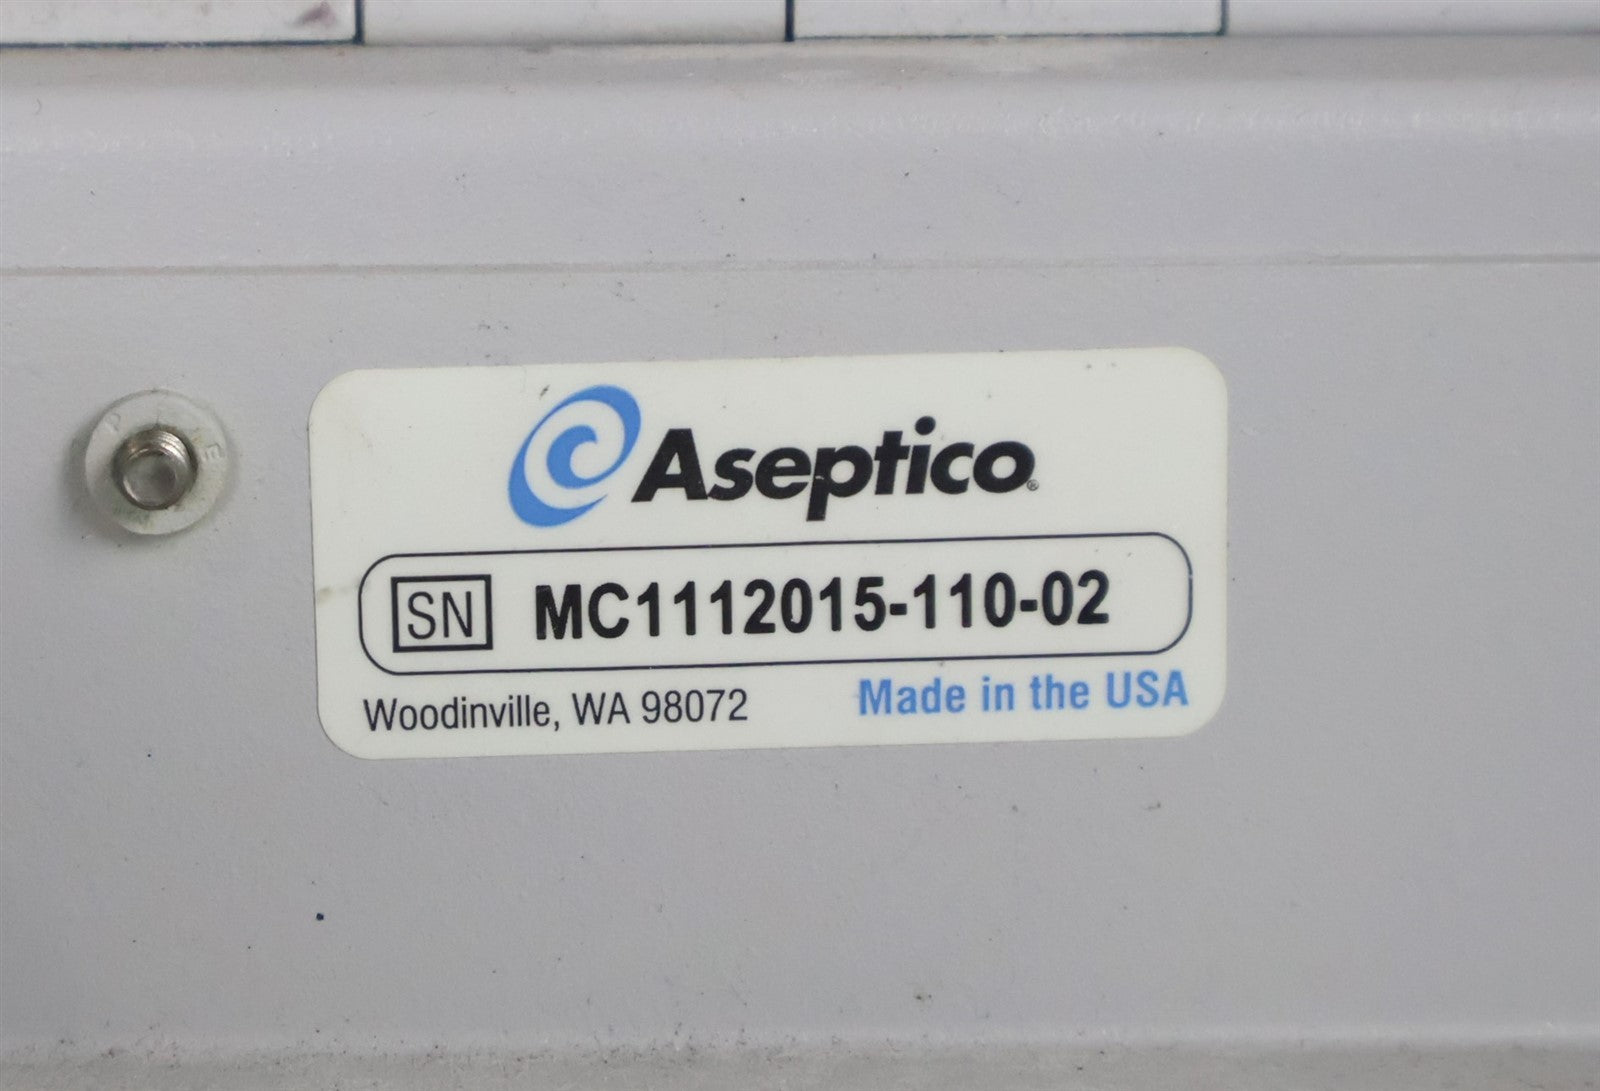 Aseptico®
SN MC1112015-110-02
Woodinville, WA 98072 Made in the USA